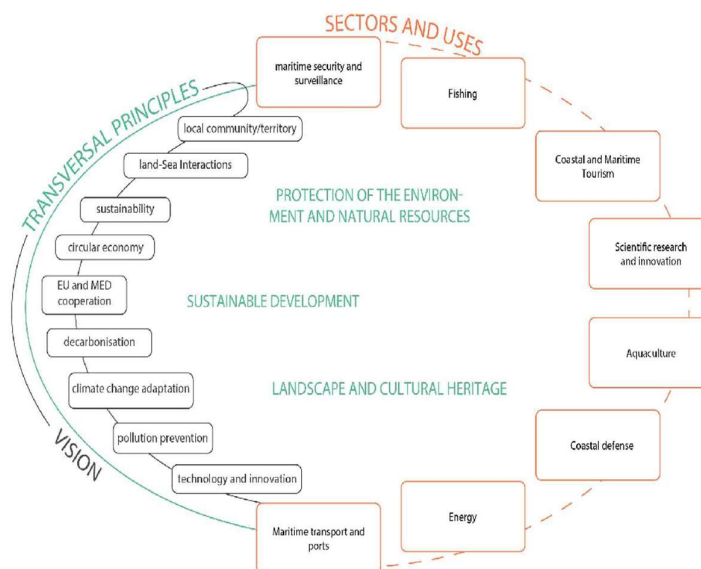 SECTORS AND USES
TRANSVERSAL PRINCIPLES
VISION
maritime security and
surveillance
Fishing
Coastal and Maritime
Tourism
Scientific research
and innovation
Aquaculture
Coastal defense
Energy
Maritime transport and
ports
local community/territory
land-Sea Interactions
sustainability
circular economy
EU and MED
cooperation
decarbonisation
climate change adaptation
pollution prevention
technology and innovation
PROTECTION OF THE ENVIRON-
MENT AND NATURAL RESOURCES
SUSTAINABLE DEVELOPMENT
LANDSCAPE AND CULTURAL HERITAGE